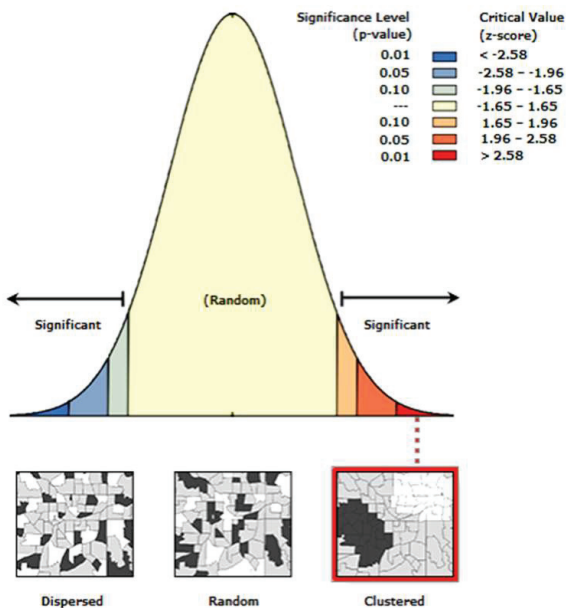 Significance Level Critical Value
(p-value) (z-score)
0.01 < -2.58
0.05 -2.58 – -1.96
0.10 -1.96 – -1.65
--- -1.65 – 1.65
0.10 1.65 – 1.96
0.05 1.96 – 2.58
0.01 > 2.58
(Random)
Significant Significant
Dispersed Random Clustered